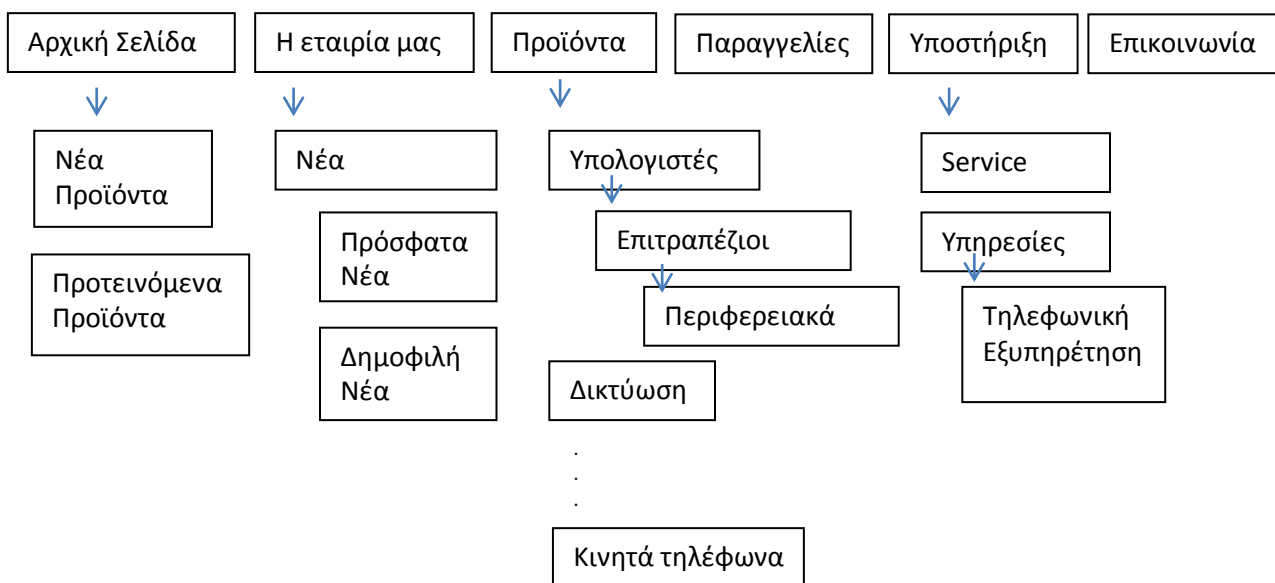 Αρχική Σελίδα
Η εταιρία μας
Προϊόντα
Παραγγελίες
Υποστήριξη
Επικοινωνία
Νέα
Προϊόντα
Προτεινόμενα
Προϊόντα
Νέα
Πρόσφατα
Νέα
Δημοφιλή
Νέα
Υπολογιστές
Επιτραπέζιοι
Περιφερειακά
Δικτύωση
.
.
.
Κινητά τηλέφωνα
Service
Υπηρεσίες
Τηλεφωνική
Εξυπηρέτηση